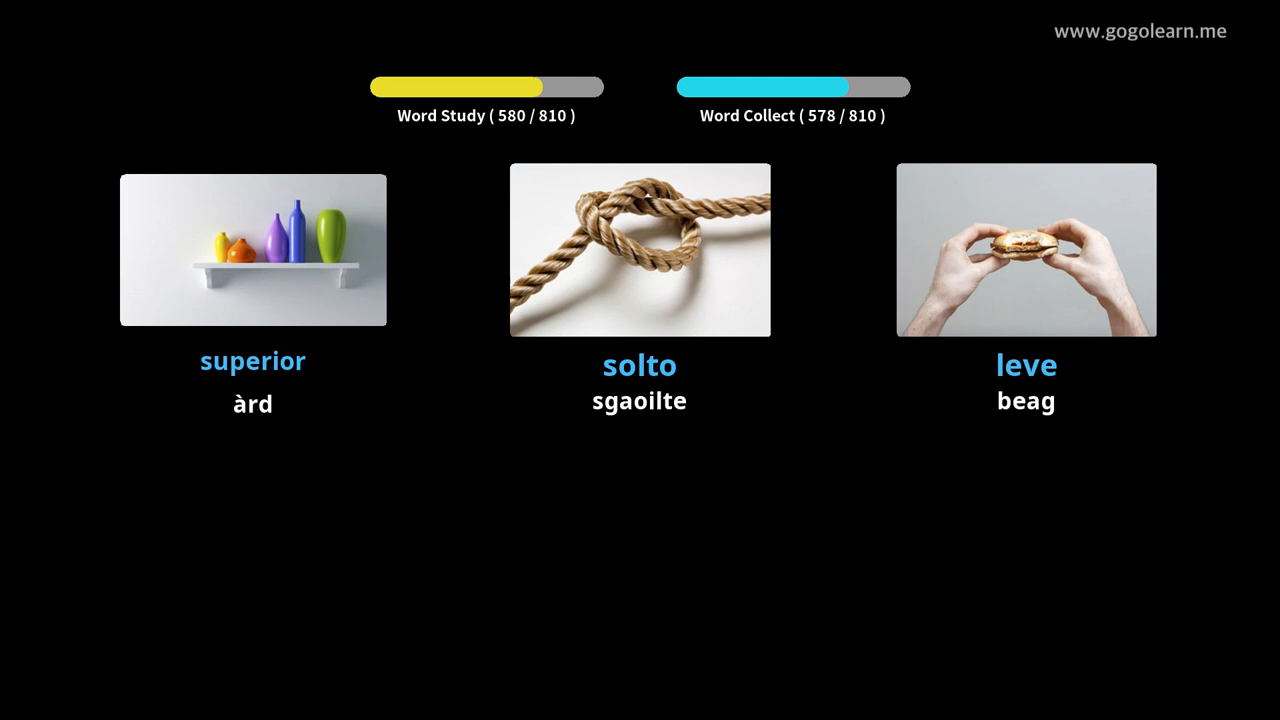 www.gogolearn.me
Word Study ( 580 / 810 )
Word Collect ( 578 / 810 )
superior
àrd
solto
sgaoilte
leve
beag